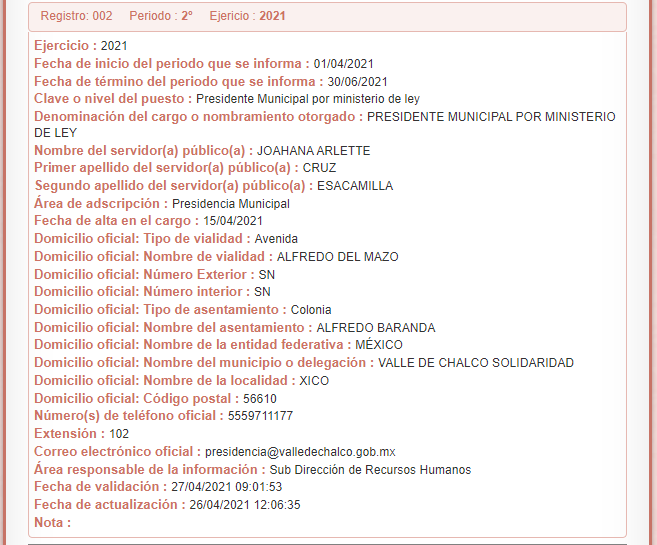 Registro: 002 Periodo : 2º Ejericio : 2021
Ejercicio : 2021
Fecha de inicio del periodo que se informa : 01/04/2021
Fecha de término del periodo que se informa : 30/06/2021
Clave o nivel del puesto : Presidente Municipal por ministerio de ley
Denominación del cargo o nombramiento otorgado : PRESIDENTE MUNICIPAL POR MINISTERIO
DE LEY
Nombre del servidor(a) público(a) : JOAHANA ARLETTE
Primer apellido del servidor(a) público(a) : CRUZ
Segundo apellido del servidor(a) público(a) : ESACAMILLA
Área de adscripción : Presidencia Municipal
Fecha de alta en el cargo : 15/04/2021
Domicilio oficial: Tipo de vialidad : Avenida
Domicilio oficial: Nombre de vialidad : ALFREDO DEL MAZO
Domicilio oficial: Número Exterior : SN
Domicilio oficial: Número interior : SN
Domicilio oficial: Tipo de asentamiento : Colonia
Domicilio oficial: Nombre del asentamiento : ALFREDO BARANDA
Domicilio oficial: Nombre de la entidad federativa : MÉXICO
Domicilio oficial: Nombre del municipio o delegación : VALLE DE CHALCO SOLIDARIDAD
Domicilio oficial: Nombre de la localidad : XICO
Domicilio oficial: Código postal : 56610
Número(s) de teléfono oficial : 5559711177
Extensión : 102
Correo electrónico oficial : presidencia@valledechalco.gob.mx
Área responsable de la información : Sub Dirección de Recursos Humanos
Fecha de validación : 27/04/2021 09:01:53
Fecha de actualización : 26/04/2021 12:06:35
Nota :